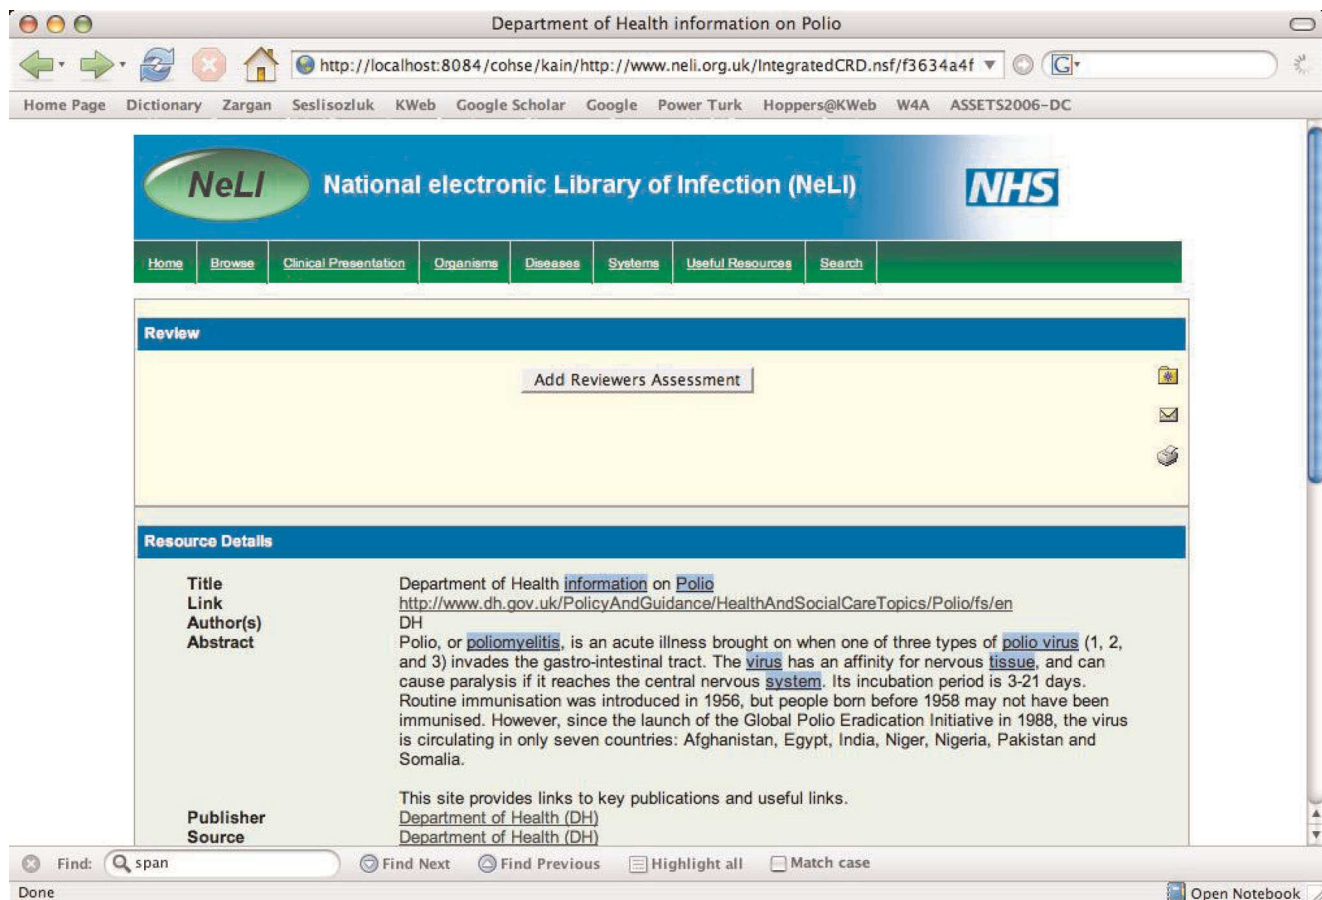 Department of Health information on Polio
http://localhost:8084/cohse/kain/http://www.neli.org.uk/IntegratedCRD.nsf/f3634a4f
G
Home Page Dictionary Zargan Seslisozluk KWeb Google Scholar Google Power Turk Hoppers@KWeb W4A ASSETS2006-DC
NeLI National electronic Library of Infection (NeLI) NHS
Home Browse Clinical Presentation Organisms Diseases Systems Useful Resources Search
Review
Add Reviewers Assessment
Resource Details
Title Department of Health information on Polio
Link http://www.dh.gov.uk/PolicyAndGuidance/HealthAndSocialCareTopics/Polio/fs/en
Author(s) DH
Abstract Polio, or poliomyelitis, is an acute illness brought on when one of three types of polio virus (1, 2,
and 3) invades the gastro-intestinal tract. The virus has an affinity for nervous tissue, and can
cause paralysis if it reaches the central nervous system. Its incubation period is 3-21 days.
Routine immunisation was introduced in 1956, but people born before 1958 may not have been
immunised. However, since the launch of the Global Polio Eradication Initiative in 1988, the virus
is circulating in only seven countries: Afghanistan, Egypt, India, Niger, Nigeria, Pakistan and
Somalia.
This site provides links to key publications and useful links.
Publisher Department of Health (DH)
Source Department of Health (DH)
Find: span Find Next Find Previous Highlight all Match case
Done Open Notebook